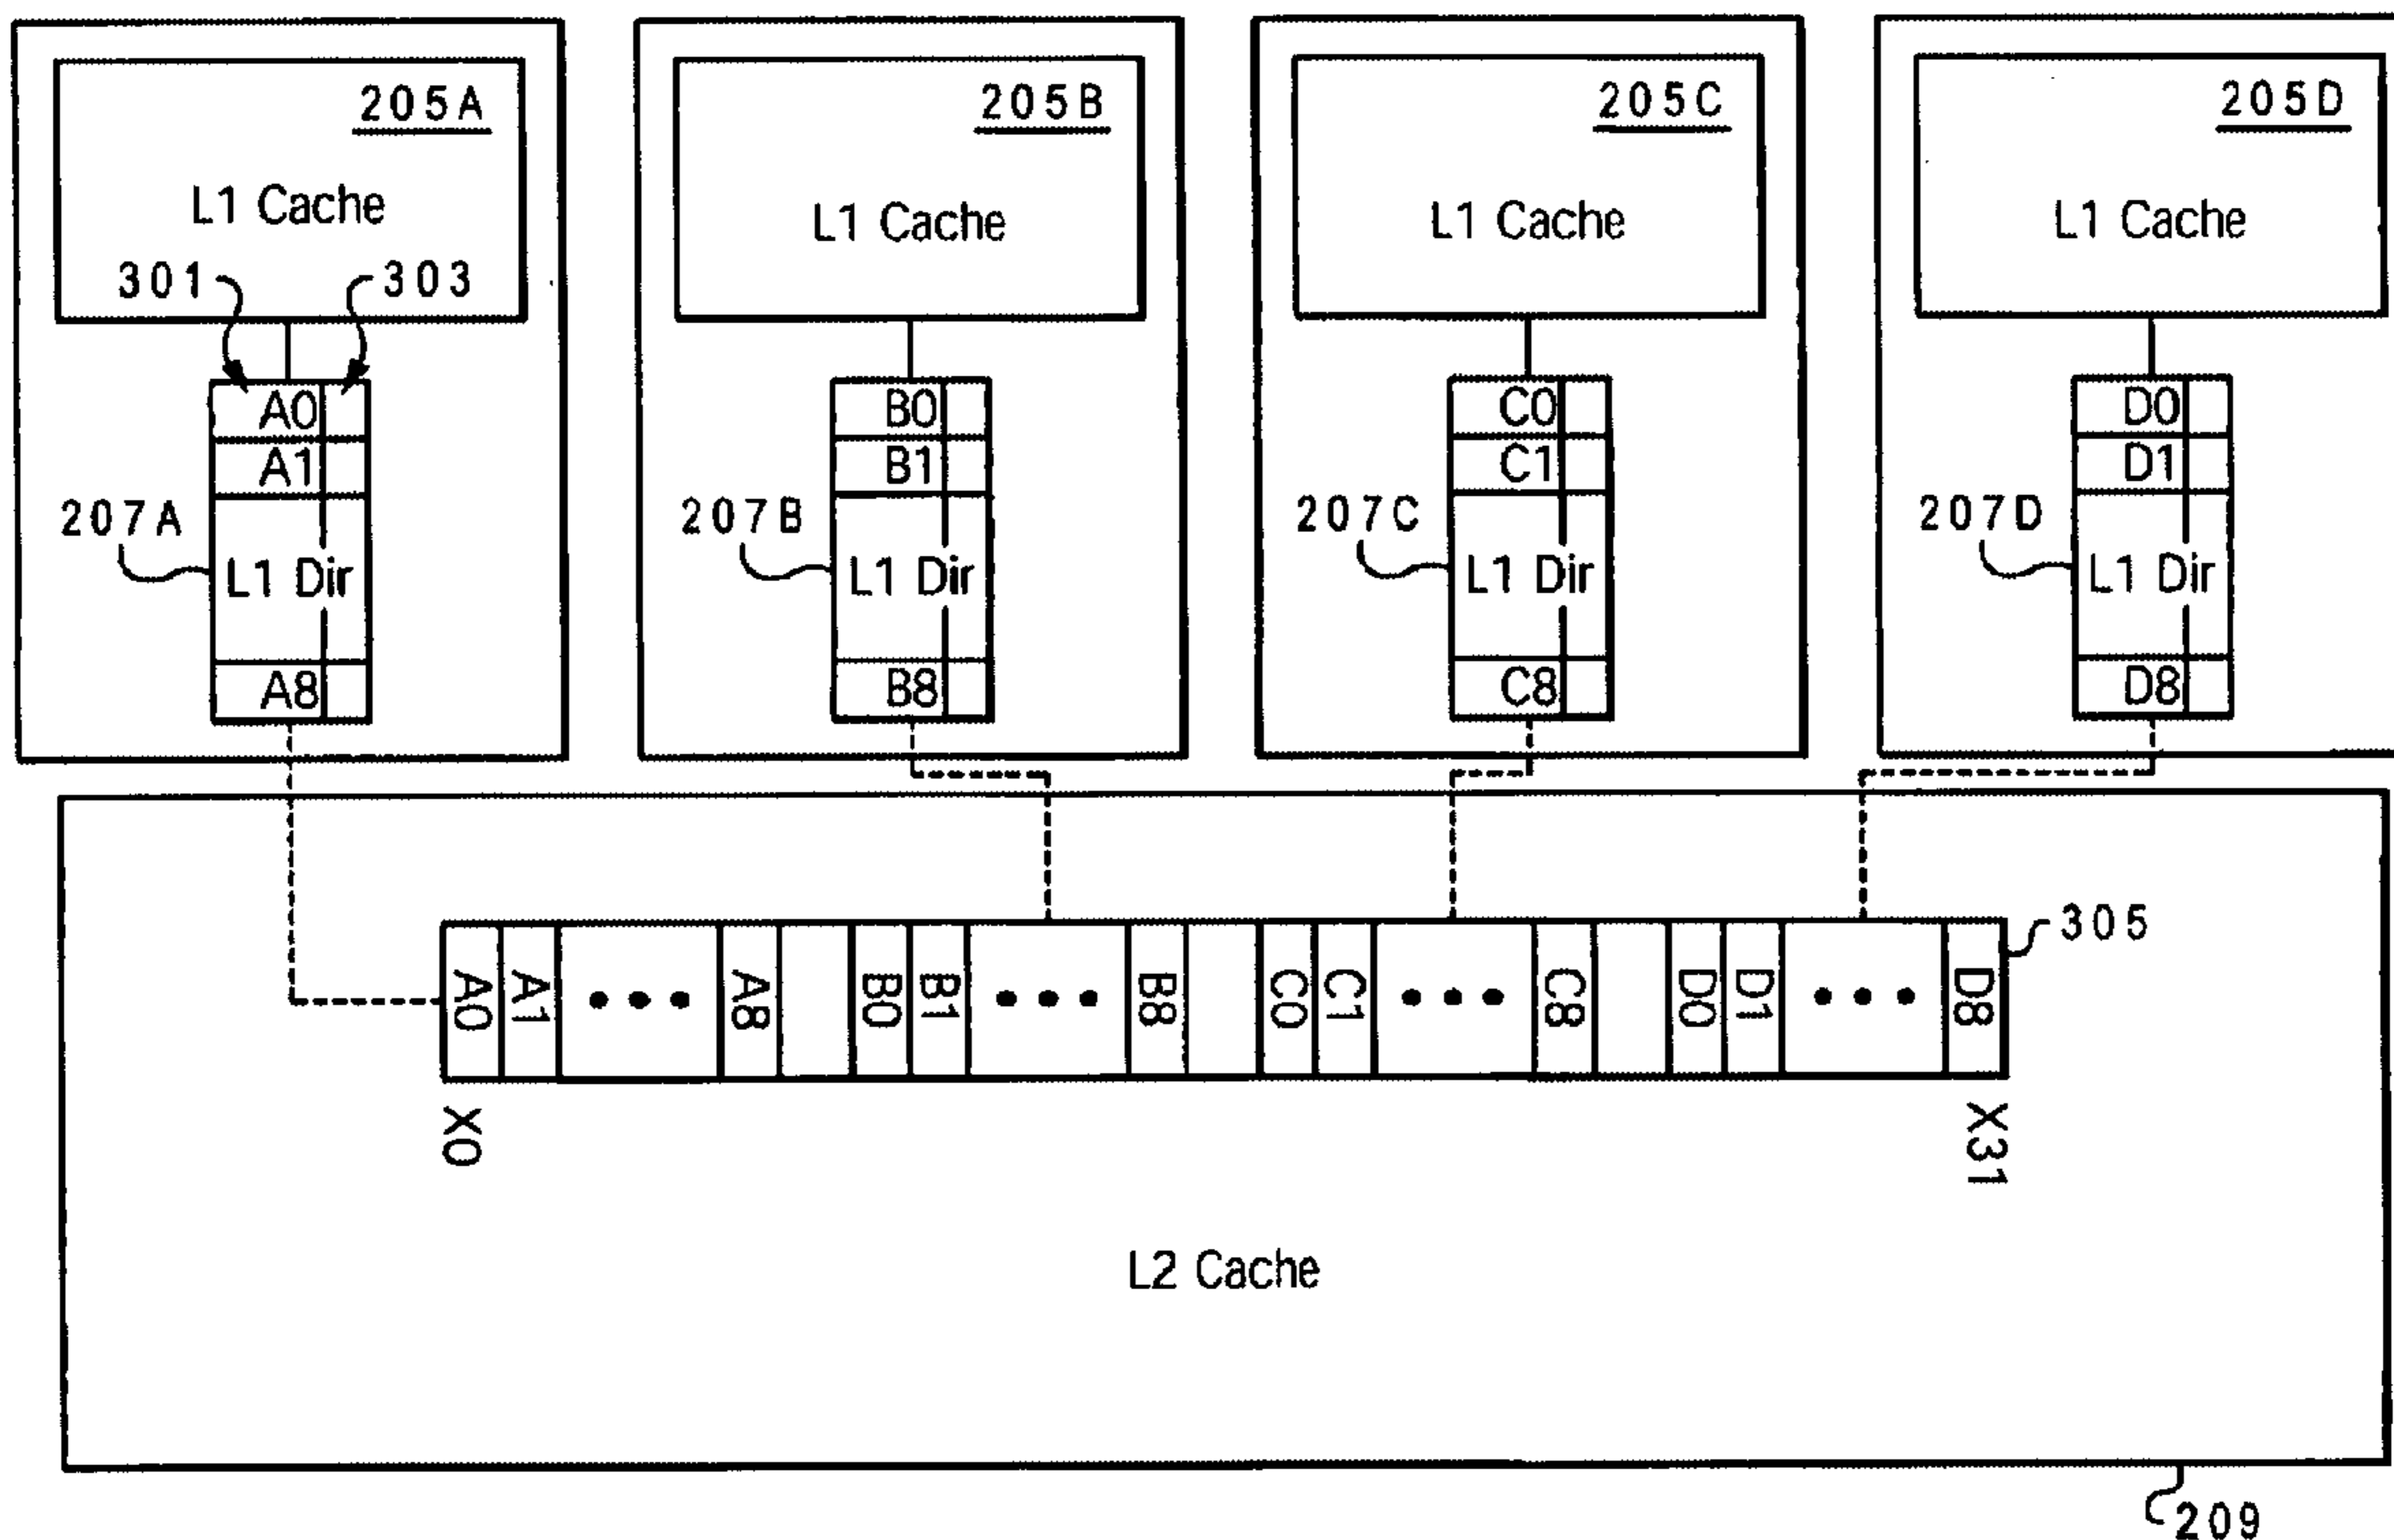 205A 205B 205C 205D
L1 Cache L1 Cache L1 Cache L1 Cache
301 303
A0 B0 C0 D0
A1 B1 C1 D1
207A 207B 207C 207D
L1 Dir L1 Dir L1 Dir L1 Dir
A8 B8 C8 D8
305
A0 A1 • • • A8 B0 B1 • • • B8 C0 C1 • • • C8 D0 D1 • • • D8
X0 X31
L2 Cache
209